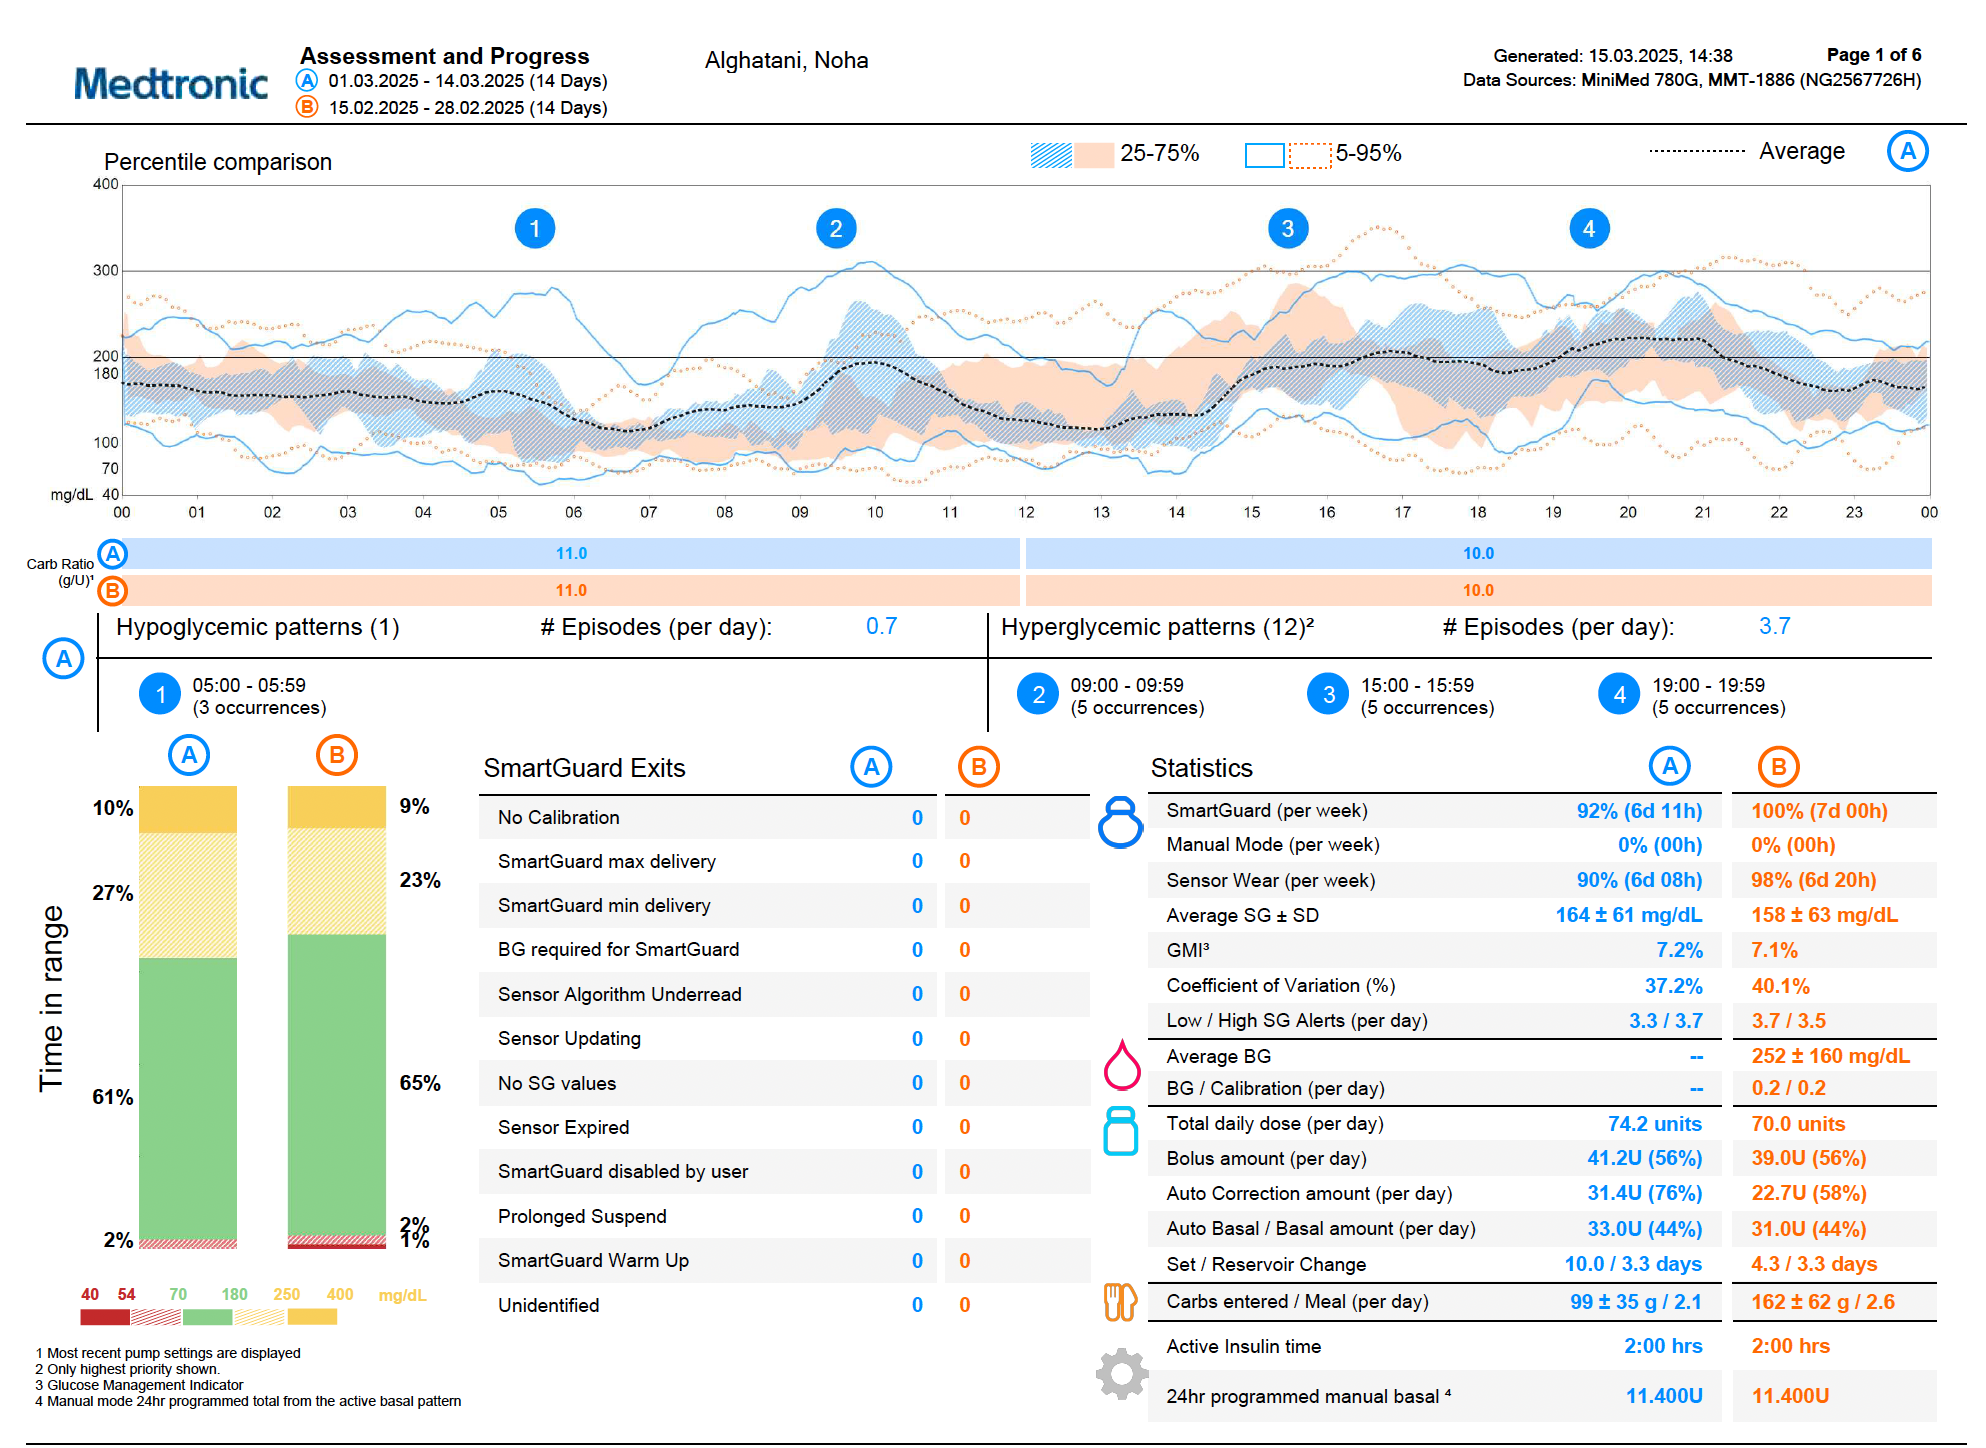 Medtronic
Assessment and Progress
A 01.03.2025 - 14.03.2025 (14 Days)
B 15.02.2025 - 28.02.2025 (14 Days)
Alghatani, Noha
Generated: 15.03.2025, 14:38 Page 1 of 6
Data Sources: MiniMed 780G, MMT-1886 (NG2567726H)
Percentile comparison
25-75% 5-95% Average A
400
300
200
180
100
70
mg/dL 40
1 2 3 4
00 01 02 03 04 05 06 07 08 09 10 11 12 13 14 15 16 17 18 19 20 21 22 23 00
Carb Ratio
(g/U)¹
A 11.0 10.0
B 11.0 10.0
A
Hypoglycemic patterns (1) # Episodes (per day): 0.7
1 05:00 - 05:59
(3 occurrences)
Hyperglycemic patterns (12)² # Episodes (per day): 3.7
2 09:00 - 09:59
(5 occurrences)
3 15:00 - 15:59
(5 occurrences)
4 19:00 - 19:59
(5 occurrences)
Time in range
A B
10% 9%
27% 23%
61% 65%
2% 2%
1%
40 54 70 180 250 400 mg/dL
SmartGuard Exits A B
No Calibration 0 0
SmartGuard max delivery 0 0
SmartGuard min delivery 0 0
BG required for SmartGuard 0 0
Sensor Algorithm Underread 0 0
Sensor Updating 0 0
No SG values 0 0
Sensor Expired 0 0
SmartGuard disabled by user 0 0
Prolonged Suspend 0 0
SmartGuard Warm Up 0 0
Unidentified 0 0
Statistics A B
SmartGuard (per week) 92% (6d 11h) 100% (7d 00h)
Manual Mode (per week) 0% (00h) 0% (00h)
Sensor Wear (per week) 90% (6d 08h) 98% (6d 20h)
Average SG ± SD 164 ± 61 mg/dL 158 ± 63 mg/dL
GMI³ 7.2% 7.1%
Coefficient of Variation (%) 37.2% 40.1%
Low / High SG Alerts (per day) 3.3 / 3.7 3.7 / 3.5
Average BG -- 252 ± 160 mg/dL
BG / Calibration (per day) -- 0.2 / 0.2
Total daily dose (per day) 74.2 units 70.0 units
Bolus amount (per day) 41.2U (56%) 39.0U (56%)
Auto Correction amount (per day) 31.4U (76%) 22.7U (58%)
Auto Basal / Basal amount (per day) 33.0U (44%) 31.0U (44%)
Set / Reservoir Change 10.0 / 3.3 days 4.3 / 3.3 days
Carbs entered / Meal (per day) 99 ± 35 g / 2.1 162 ± 62 g / 2.6
Active Insulin time 2:00 hrs 2:00 hrs
24hr programmed manual basal ⁴ 11.400U 11.400U
1 Most recent pump settings are displayed
2 Only highest priority shown.
3 Glucose Management Indicator
4 Manual mode 24hr programmed total from the active basal pattern